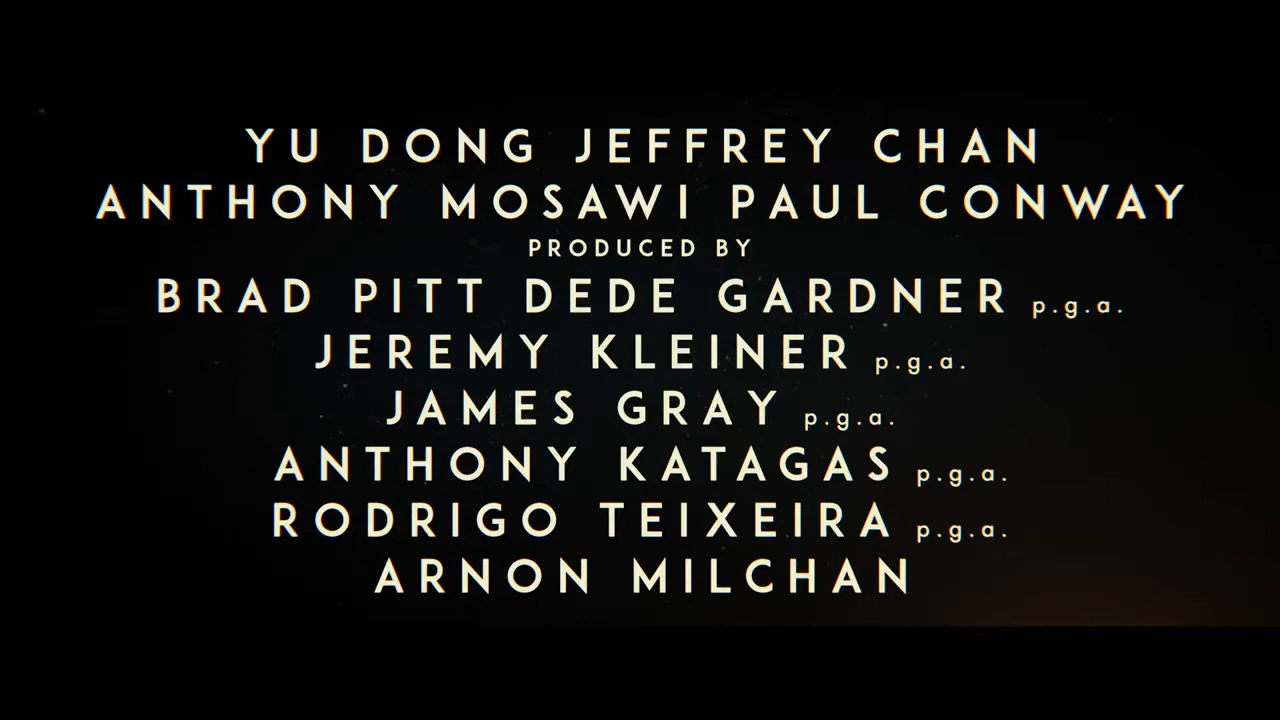 YU DONG JEFFREY CHAN
ANTHONY MOSAWI PAUL CONWAY
PRODUCED BY
BRAD PITT DEDE GARDNER p.g.a.
JEREMY KLEINER p.g.a.
JAMES GRAY p.g.a.
ANTHONY KATAGAS p.g.a.
RODRIGO TEIXEIRA p.g.a.
ARNON MILCHAN